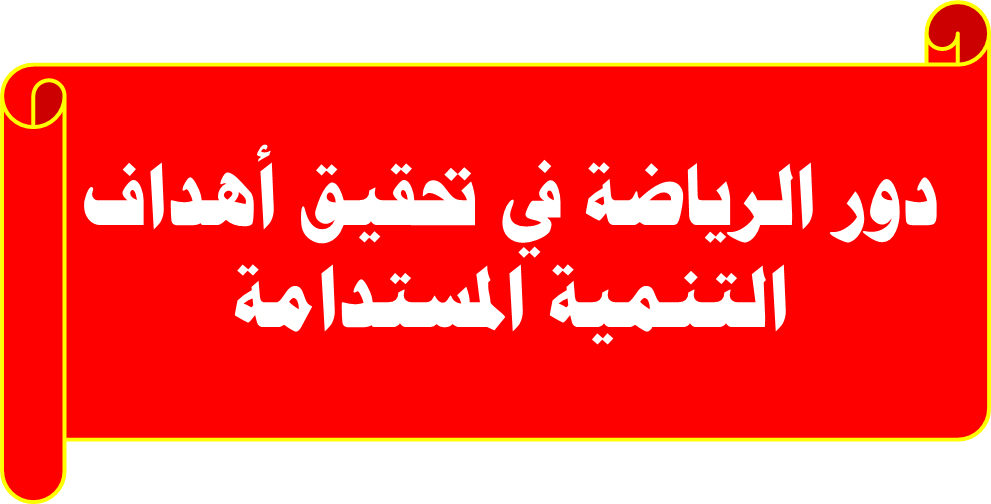 دور الرياضة في تحقيق أهداف
التنمية المستدامة